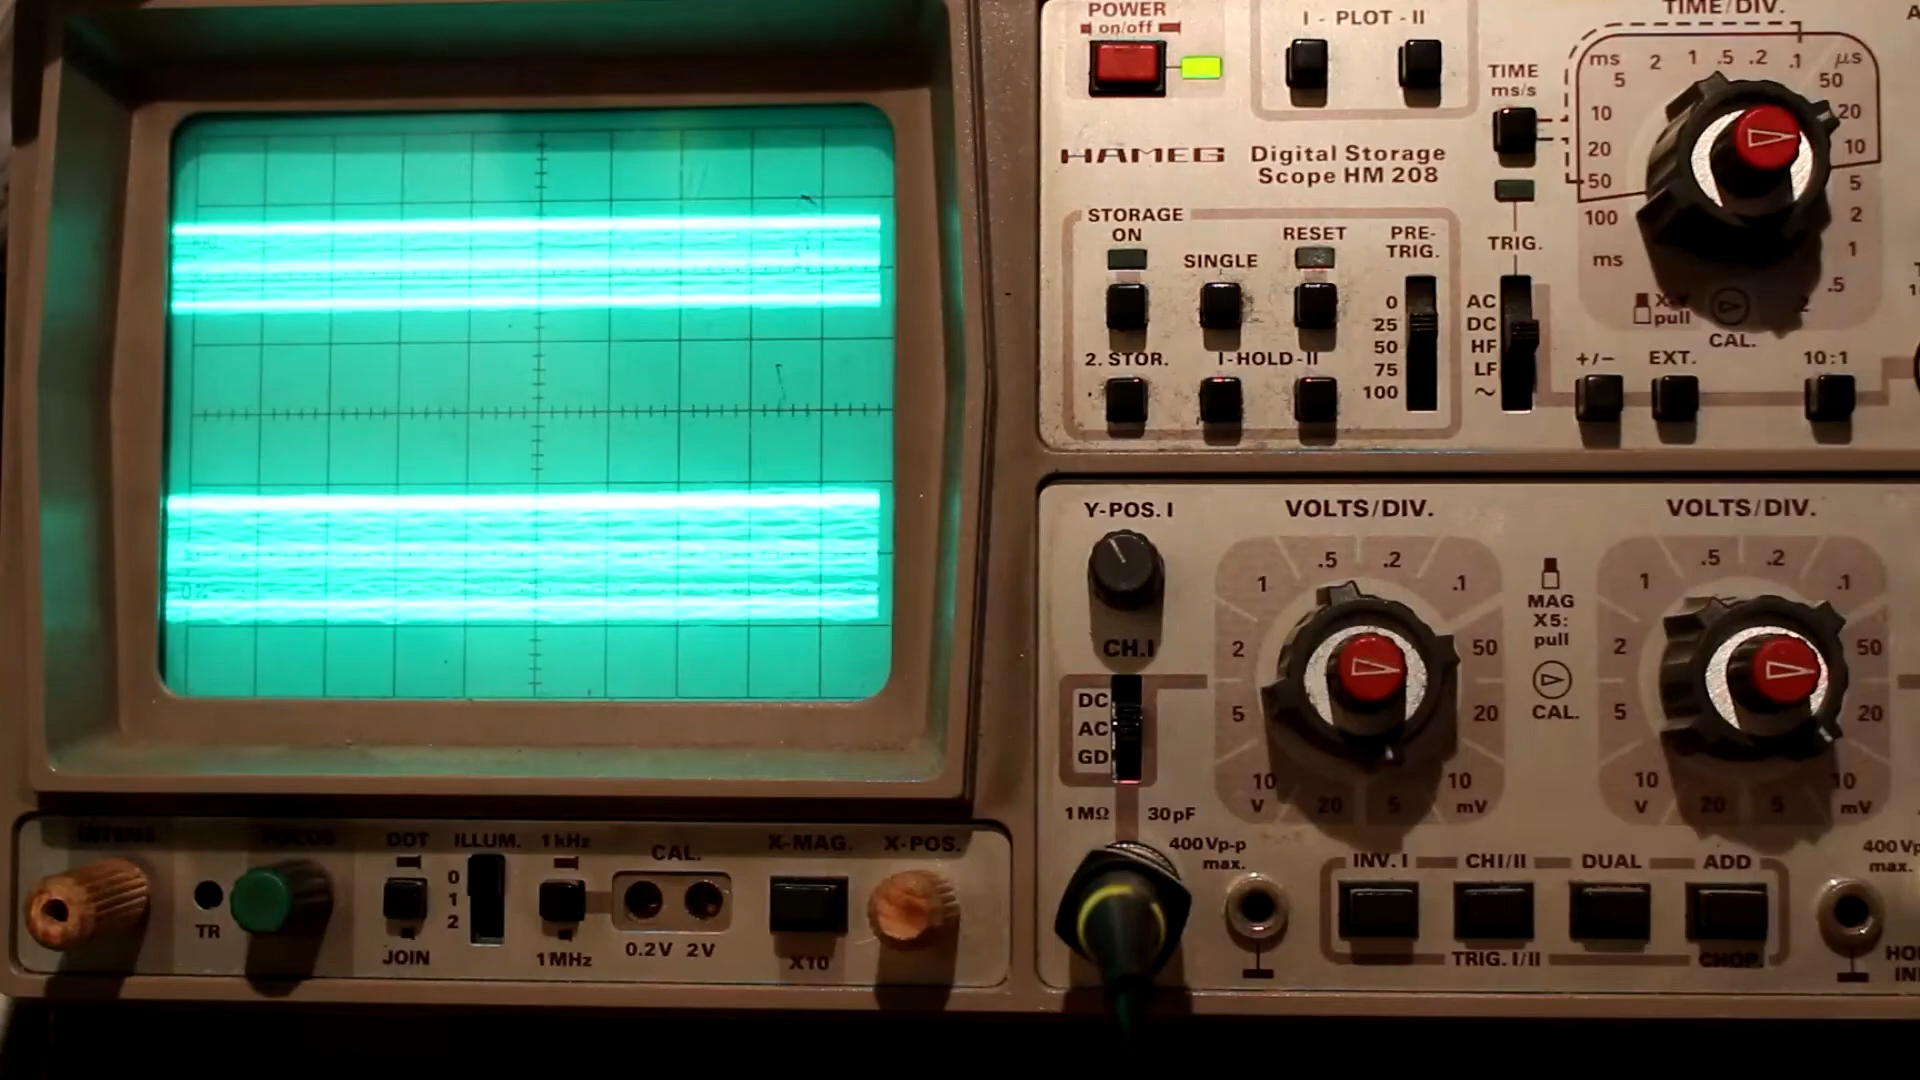 POWER
on/off
I - PLOT - II
TIME/DIV.
ms
5
2
1
.5
.2
.1
μs
50
20
10
5
2
1
.5
2
TIME
ms/s
10
20
50
100
ms
X-Y
pull
CAL.
HAMEG
Digital Storage
Scope HM 208
STORAGE
ON
SINGLE
RESET
PRE-
TRIG.
0
25
50
75
100
2. STOR.
I-HOLD-II
TRIG.
AC
DC
HF
LF
~
+/−
EXT.
10:1
Y-POS. I
CH.I
DC
AC
GD
1MΩ
30pF
400Vp-p
max.
VOLTS/DIV.
.5
.2
1
.1
2
50
5
20
10
V
20
5
10
mV
MAG
X5:
pull
CAL.
VOLTS/DIV.
.5
.2
1
.1
2
50
5
20
10
V
20
5
10
mV
400Vp
max.
INV. I
CHI/II
DUAL
ADD
TRIG. I/II
CHOP.
INTENS.
TR
FOCUS
DOT
JOIN
ILLUM.
0
1
2
1kHz
1MHz
CAL.
0.2V 2V
X-MAG.
X10
X-POS.